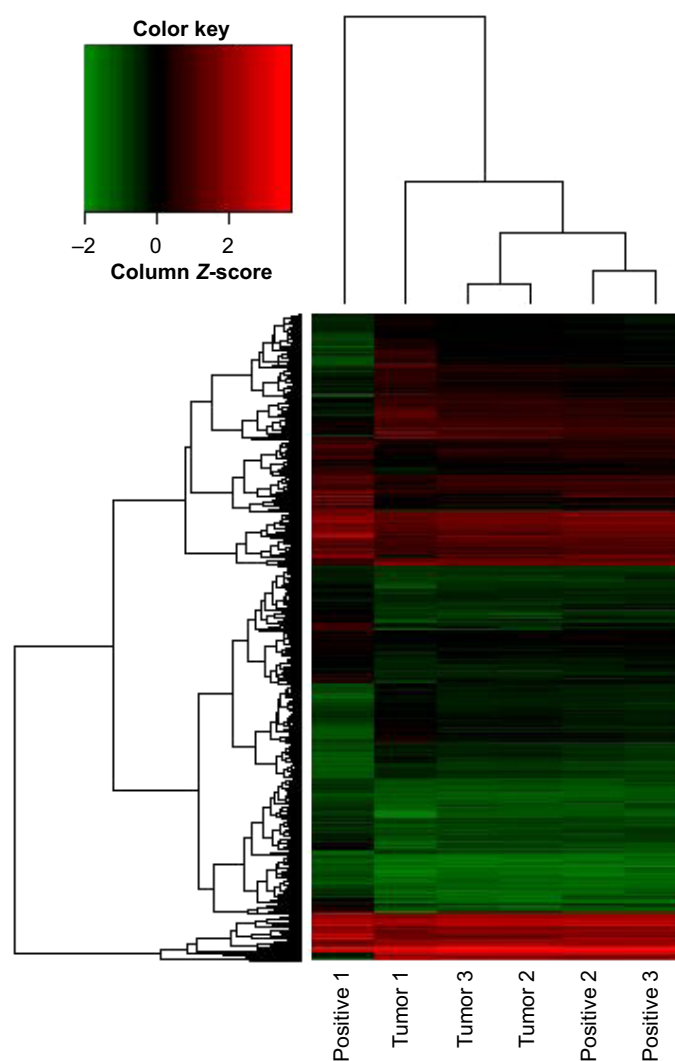 Color key
–2 0 2
Column Z-score
Positive 1
Tumor 1
Tumor 3
Tumor 2
Positive 2
Positive 3